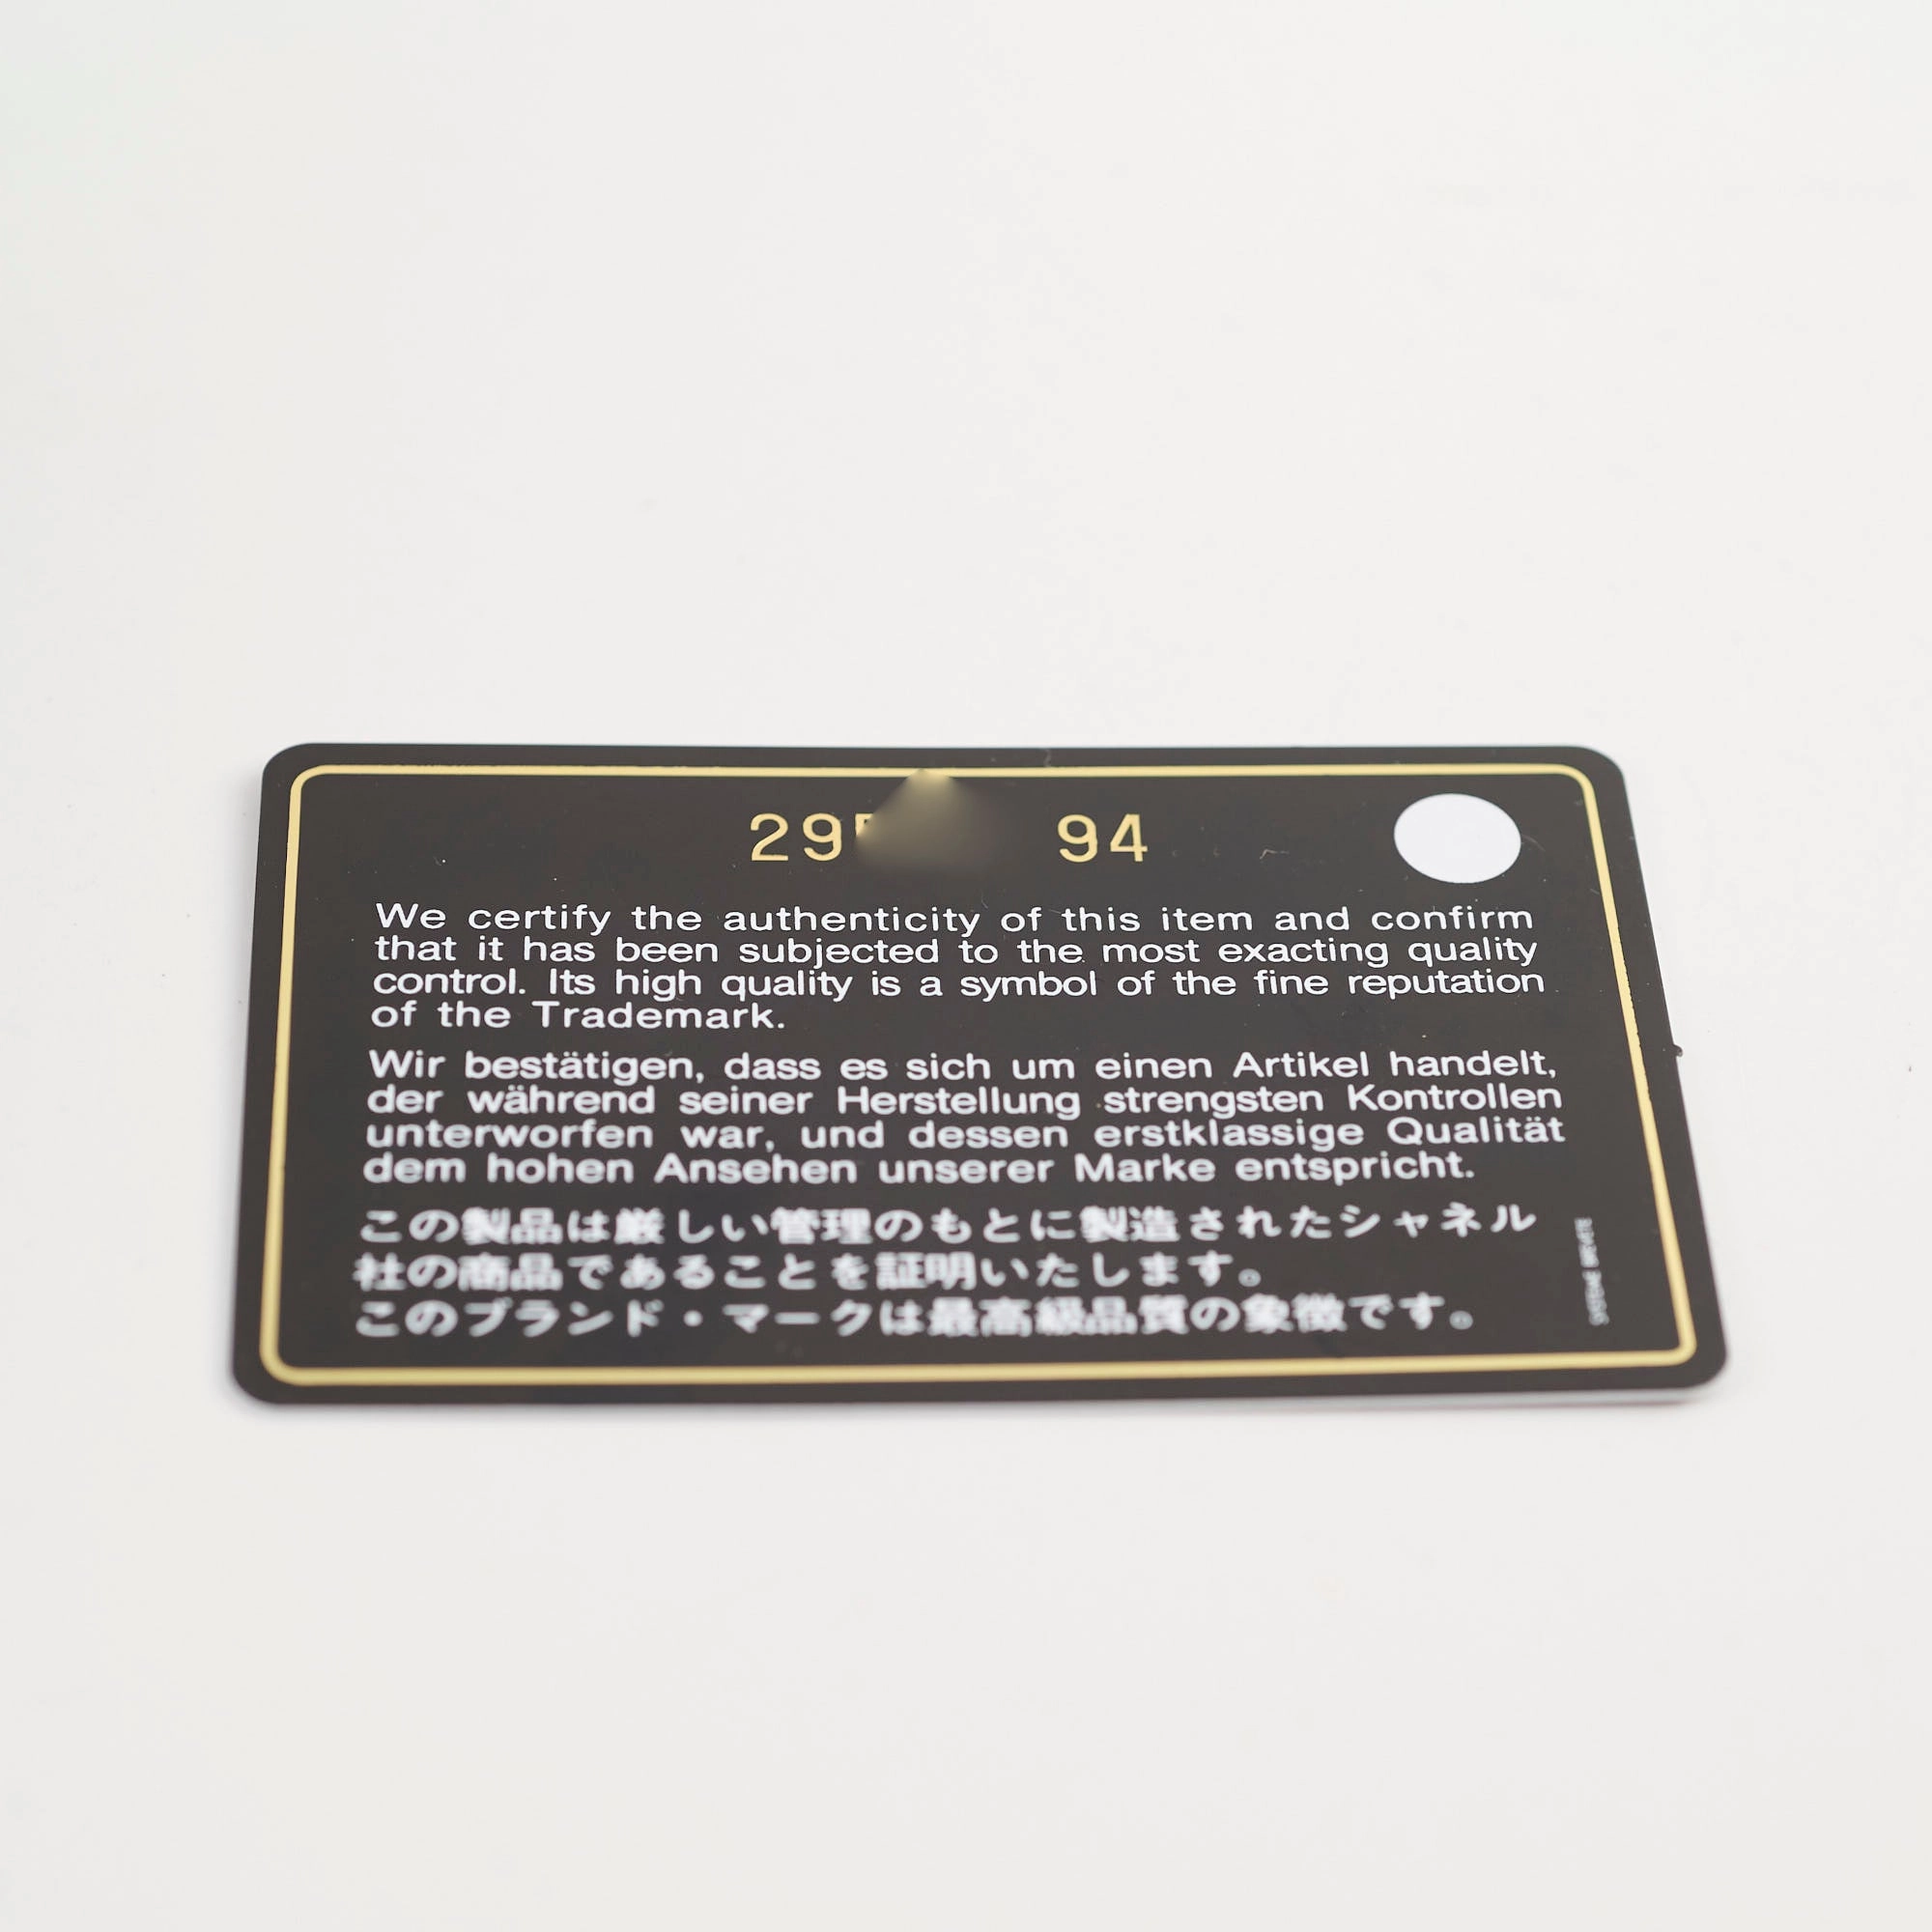 29 94
We certify the authenticity of this item and confirm
that it has been subjected to the most exacting quality
control. Its high quality is a symbol of the fine reputation
of the Trademark.
Wir bestätigen, dass es sich um einen Artikel handelt,
der während seiner Herstellung strengsten Kontrollen
unterworfen war, und dessen erstklassige Qualität
dem hohen Ansehen unserer Marke entspricht.
この製品は厳しい管理のもとに製造されたシャネル
社の商品であることを証明いたします。
このブランド・マークは最高級品質の象徴です。